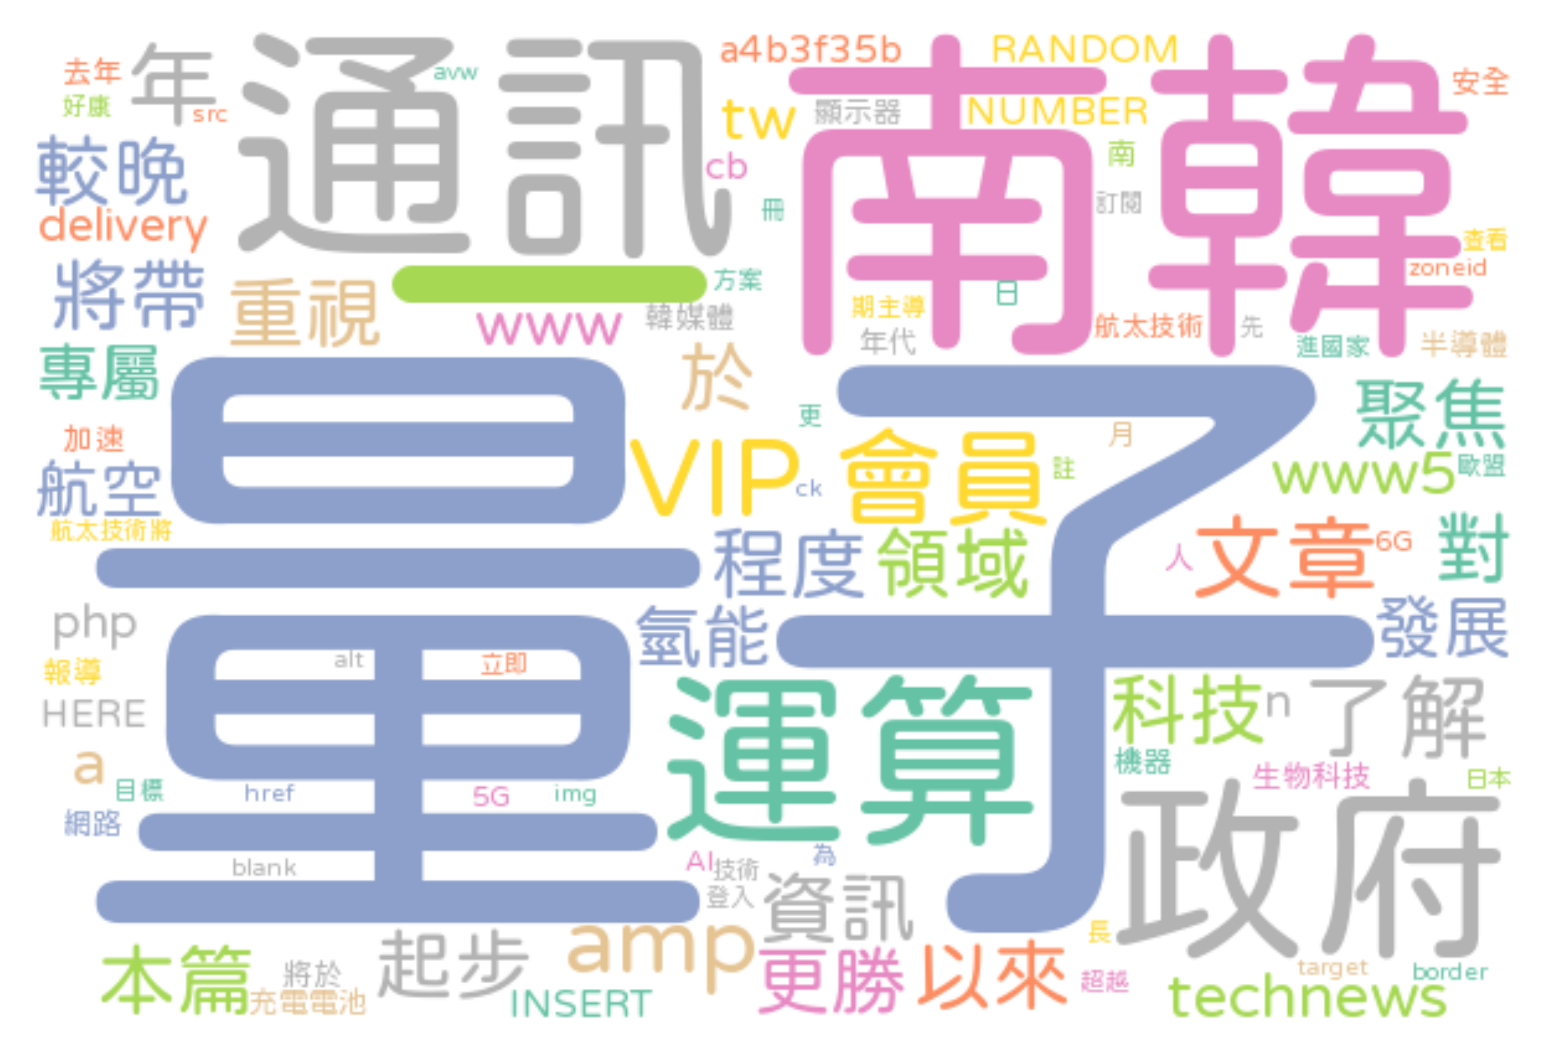 去年
年
好康
src
通訊
avw
a4b3f35b
RANDOM
tw
顯示器
NUMBER
南韓
安全
較晚
cb
南
delivery
冊
訂閱
查看
將帶
重視
方案
zoneid
www
韓媒體
期主導
日
年代
航太技術
先
進國家
半導體
專屬
於
更
月
聚焦
加速
量子
VIP
會員
註
www5
歐盟
航空
ck
航太技術將
程度
領域
人
文章
6G
對
php
氫能
發展
報導
alt
立即
HERE
運算
科技
n
了解
a
機器
生物科技
日本
目標
href
5G
img
網路
政府
blank
AI
技術
為
登入
資訊
長
本篇
將於
起步
amp
更勝
以來
超越
target
border
充電電池
INSERT
technews